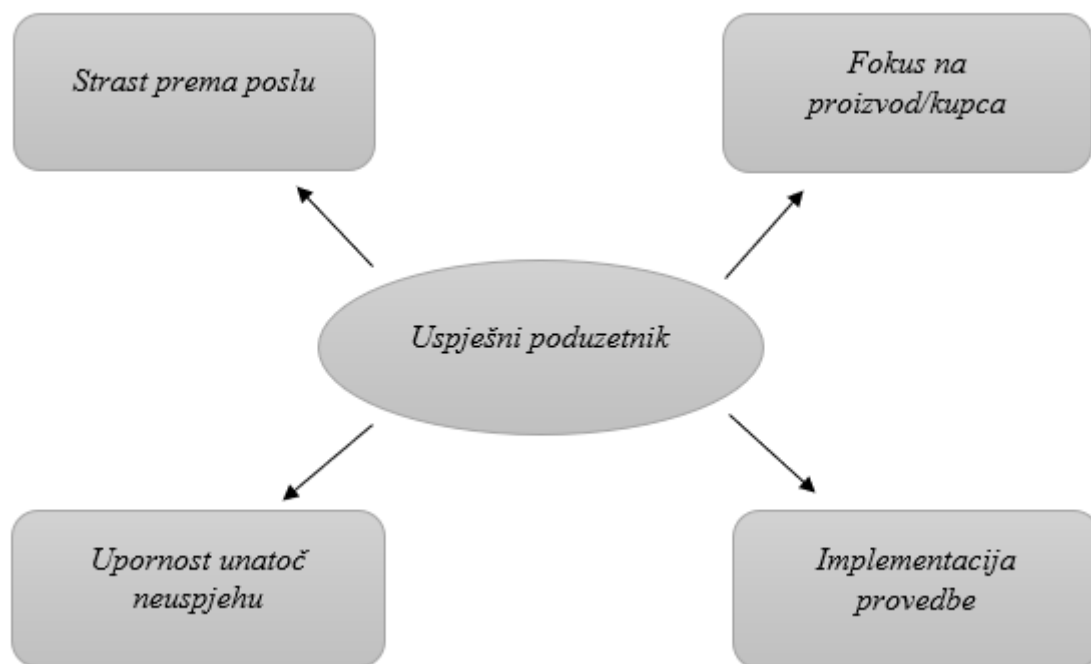 Strast prema poslu
Fokus na
proizvod/kupca
Uspješni poduzetnik
Upornost unatoč
neuspjehu
Implementacija
provedbe